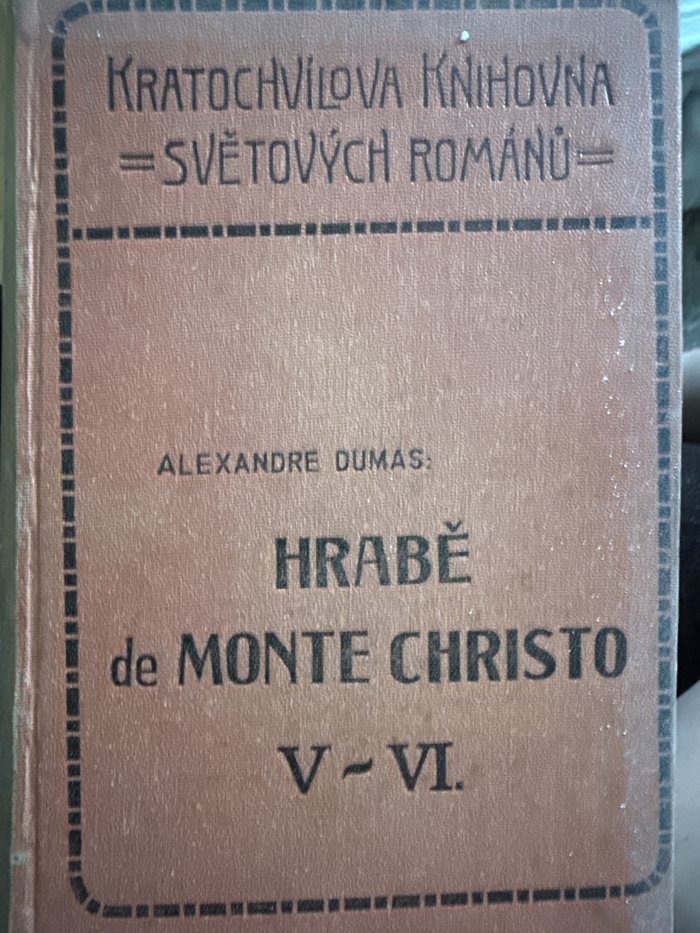 KRATOCHVÍLOVA KNIHOVNA
=SVĚTOVÝCH ROMÁNŮ=
ALEXANDRE DUMAS:
HRABĚ
de MONTE CHRISTO
V ~ VI.